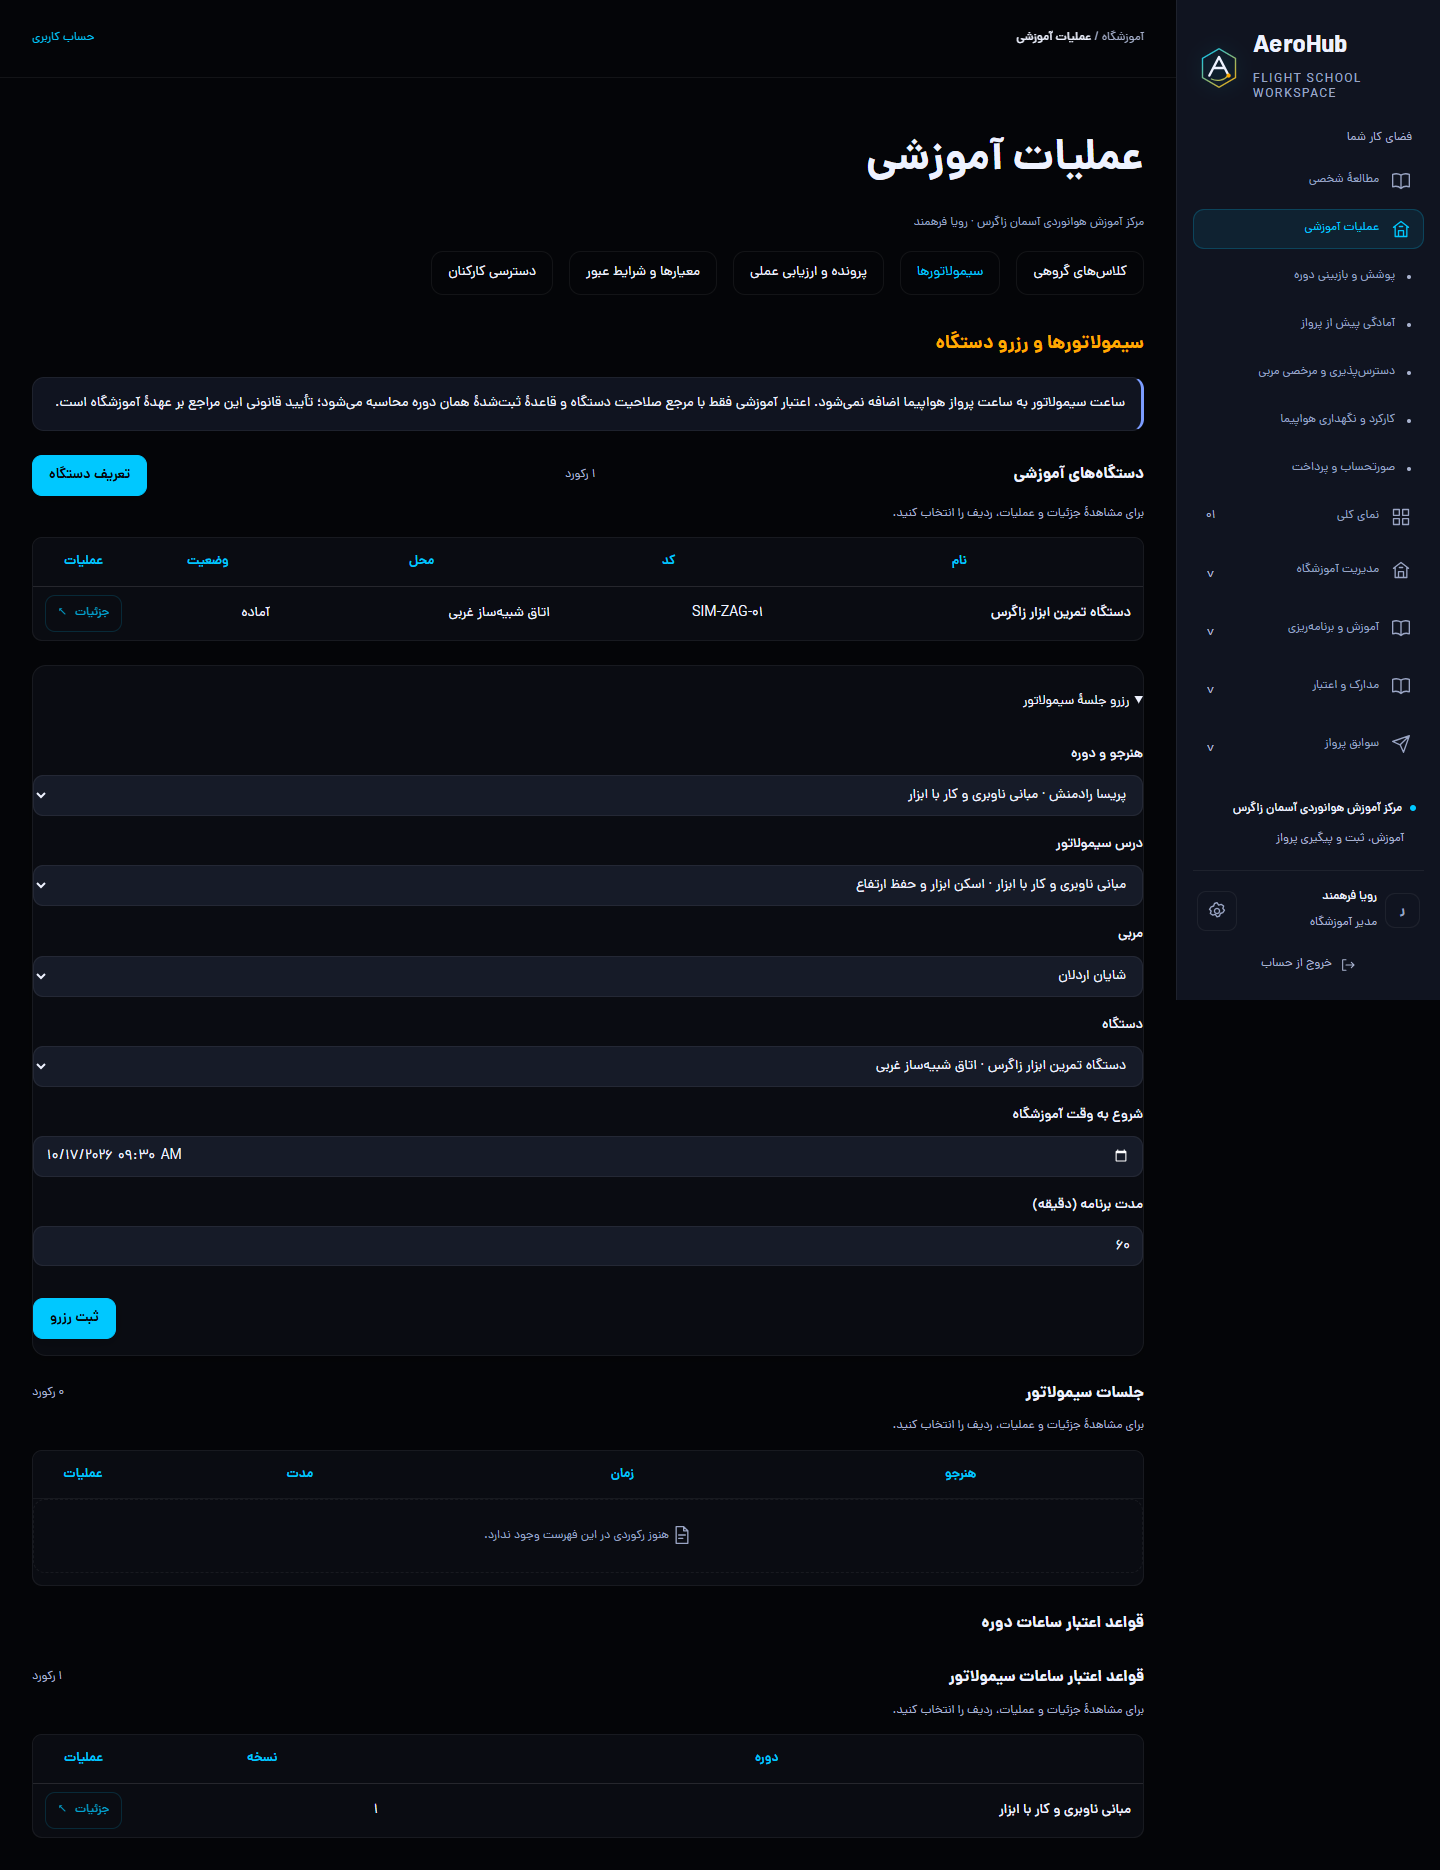 AeroHub
FLIGHT SCHOOL
WORKSPACE
فضای کار شما
مطالعهٔ شخصی
عملیات آموزشی
پوشش و بازبینی دوره
آمادگی پیش از پرواز
دسترس‌پذیری و مرخصی مربی
کارکرد و نگهداری هواپیما
صورتحساب و پرداخت
نمای کلی
۰۱
مدیریت آموزشگاه
آموزش و برنامه‌ریزی
مدارک و اعتبار
سوابق پرواز
مرکز آموزش هوانوردی آسمان زاگرس
آموزش، ثبت و پیگیری پرواز
ر
رویا فرهمند
مدیر آموزشگاه
خروج از حساب
آموزشگاه / عملیات آموزشی
حساب کاربری
عملیات آموزشی
مرکز آموزش هوانوردی آسمان زاگرس · رویا فرهمند
کلاس‌های گروهی
سیمولاتورها
پرونده و ارزیابی عملی
معیارها و شرایط عبور
دسترسی کارکنان
سیمولاتورها و رزرو دستگاه
ساعت سیمولاتور به ساعت پرواز هواپیما اضافه نمی‌شود. اعتبار آموزشی فقط با مرجع صلاحیت دستگاه و قاعدهٔ ثبت‌شدهٔ همان دوره محاسبه می‌شود؛ تأیید قانونی این مراجع بر عهدهٔ آموزشگاه است.
دستگاه‌های آموزشی
۱ رکورد
تعریف دستگاه
برای مشاهدهٔ جزئیات و عملیات، ردیف را انتخاب کنید.
نام کد محل وضعیت عملیات
دستگاه تمرین ابزار زاگرس SIM-ZAG-۰۱ اتاق شبیه‌ساز غربی آماده جزئیات
رزرو جلسهٔ سیمولاتور
هنرجو و دوره
پریسا رادمنش · مبانی ناوبری و کار با ابزار
درس سیمولاتور
مبانی ناوبری و کار با ابزار · اسکن ابزار و حفظ ارتفاع
مربی
شایان اردلان
دستگاه
دستگاه تمرین ابزار زاگرس · اتاق شبیه‌ساز غربی
شروع به وقت آموزشگاه
۱۰/۱۷/۲۰۲۶ ۰۹:۳۰ AM
مدت برنامه (دقیقه)
۶۰
ثبت رزرو
جلسات سیمولاتور
۰ رکورد
برای مشاهدهٔ جزئیات و عملیات، ردیف را انتخاب کنید.
هنرجو زمان مدت عملیات
هنوز رکوردی در این فهرست وجود ندارد.
قواعد اعتبار ساعات دوره
قواعد اعتبار ساعات سیمولاتور
۱ رکورد
برای مشاهدهٔ جزئیات و عملیات، ردیف را انتخاب کنید.
دوره نسخه عملیات
مبانی ناوبری و کار با ابزار ۱ جزئیات